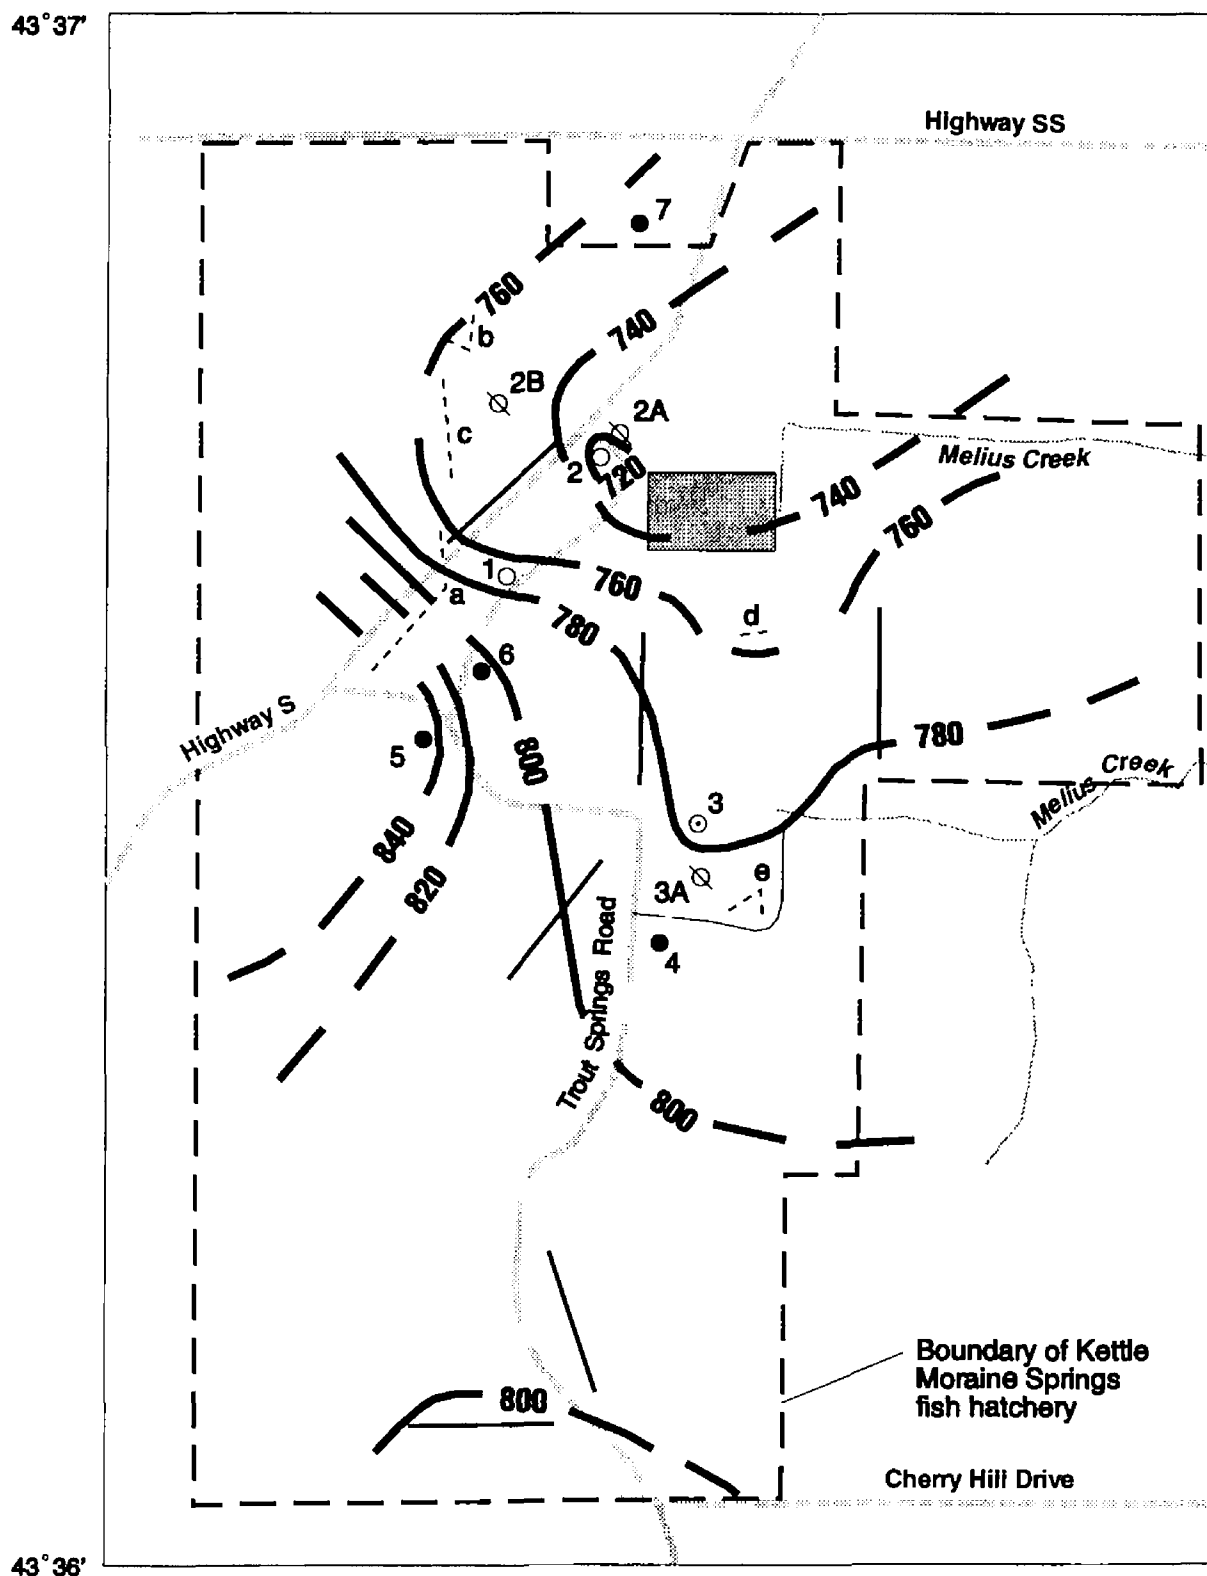 43°37'
Highway SS
7
760
b
740
2B
2A
c
2
720
Melius Creek
740
760
1
a
760
780
d
6
Highway S
5
800
780
Melius Creek
3
840
820
3A
e
4
Trout Springs Road
800
Boundary of Kettle
Moraine Springs
fish hatchery
800
Cherry Hill Drive
43°36'